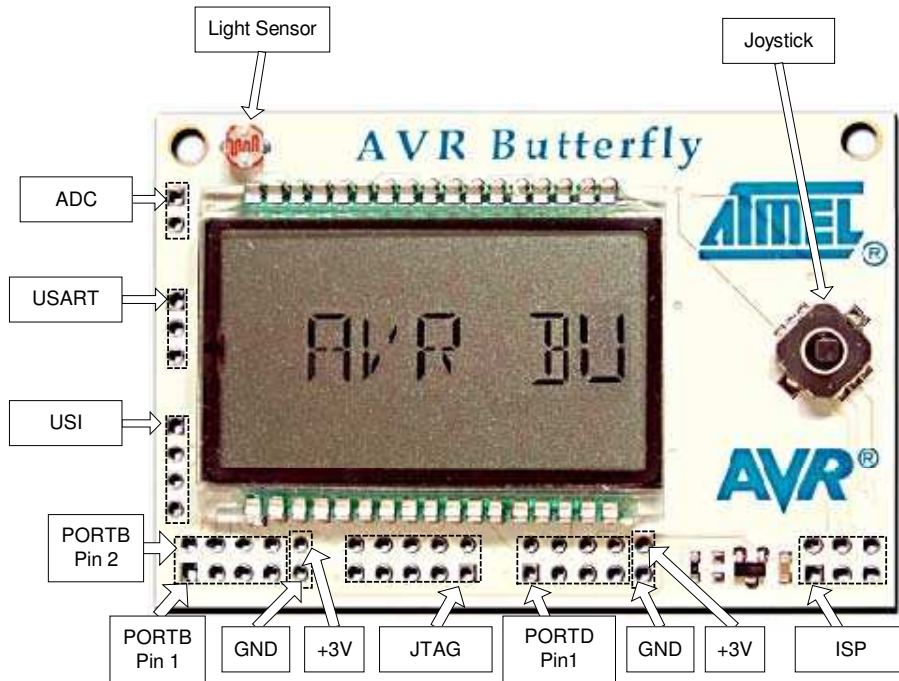 Light Sensor
Joystick
AVR Butterfly
ADC
ATMEL®
USART
AVR BU
USI
AVR®
PORTB
Pin 2
PORTB
Pin 1
GND
+3V
JTAG
PORTD
Pin1
GND
+3V
ISP